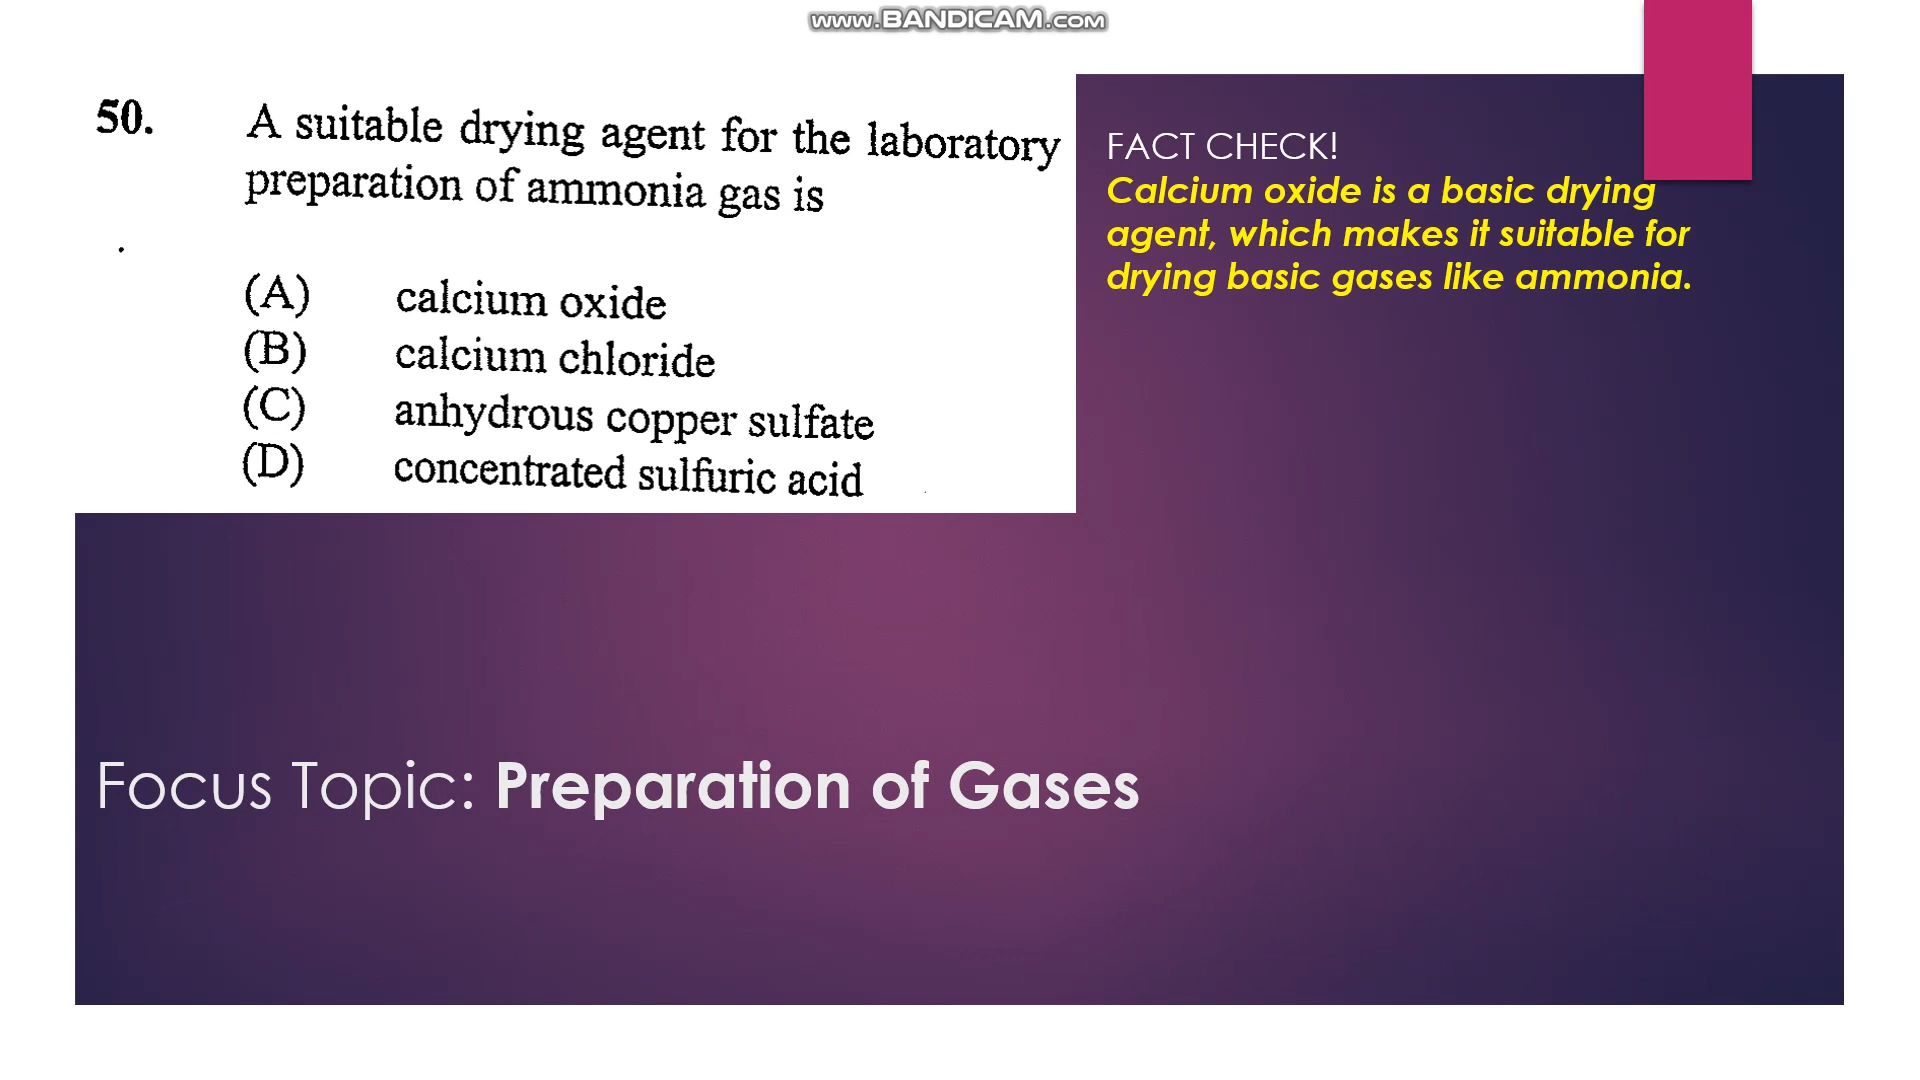 www.BANDICAM.com
50. A suitable drying agent for the laboratory
preparation of ammonia gas is
(A) calcium oxide
(B) calcium chloride
(C) anhydrous copper sulfate
(D) concentrated sulfuric acid
FACT CHECK!
Calcium oxide is a basic drying
agent, which makes it suitable for
drying basic gases like ammonia.
Focus Topic: Preparation of Gases